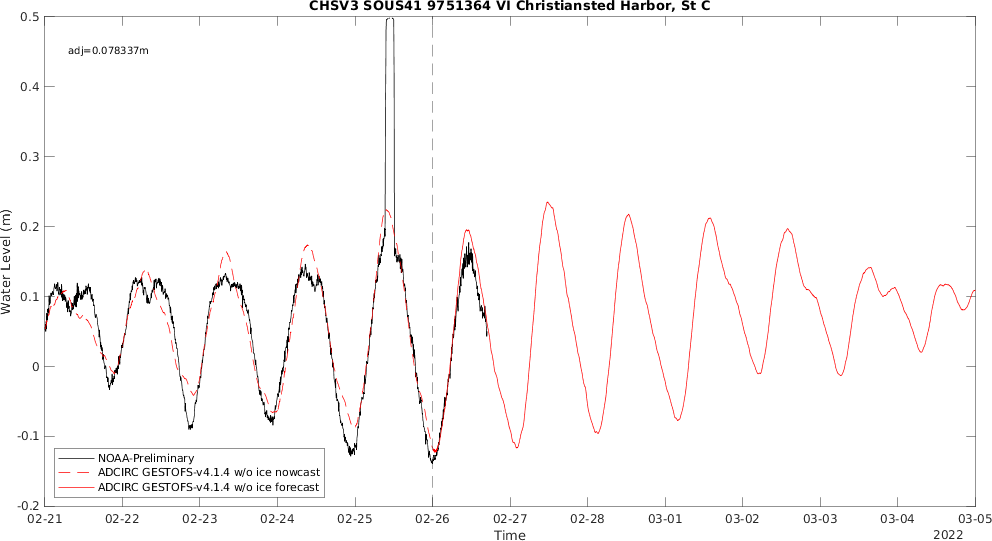 CHSV3 SOUS41 9751364 VI Christiansted Harbor, St C
adj=0.078337m
0.5
0.4
0.3
0.2
0.1
0
-0.1
-0.2
Water Level (m)
NOAA-Preliminary
ADCIRC GESTOFS-v4.1.4 w/o ice nowcast
ADCIRC GESTOFS-v4.1.4 w/o ice forecast
02-21 02-22 02-23 02-24 02-25 02-26 02-27 02-28 03-01 03-02 03-03 03-04 03-05
Time
2022